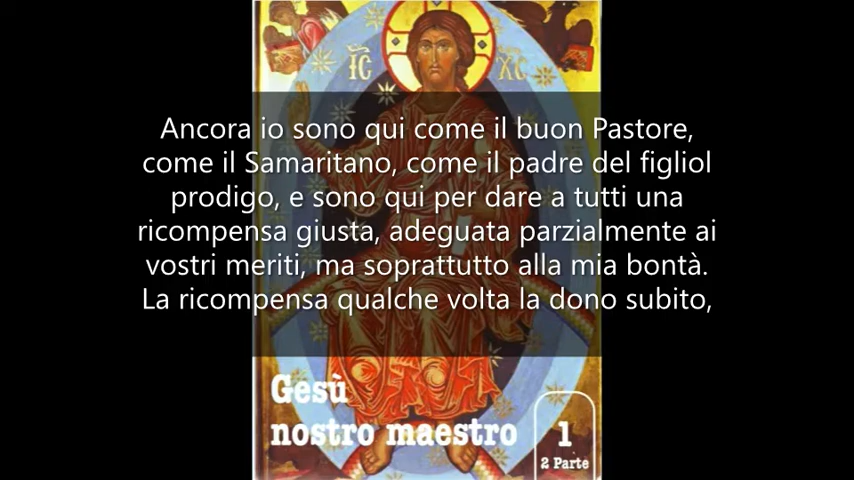 IC XC
Ancora io sono qui come il buon Pastore,
come il Samaritano, come il padre del figliol
prodigo, e sono qui per dare a tutti una
ricompensa giusta, adeguata parzialmente ai
vostri meriti, ma soprattutto alla mia bontà.
La ricompensa qualche volta la dono subito,
Gesù
nostro maestro
1
2 Parte